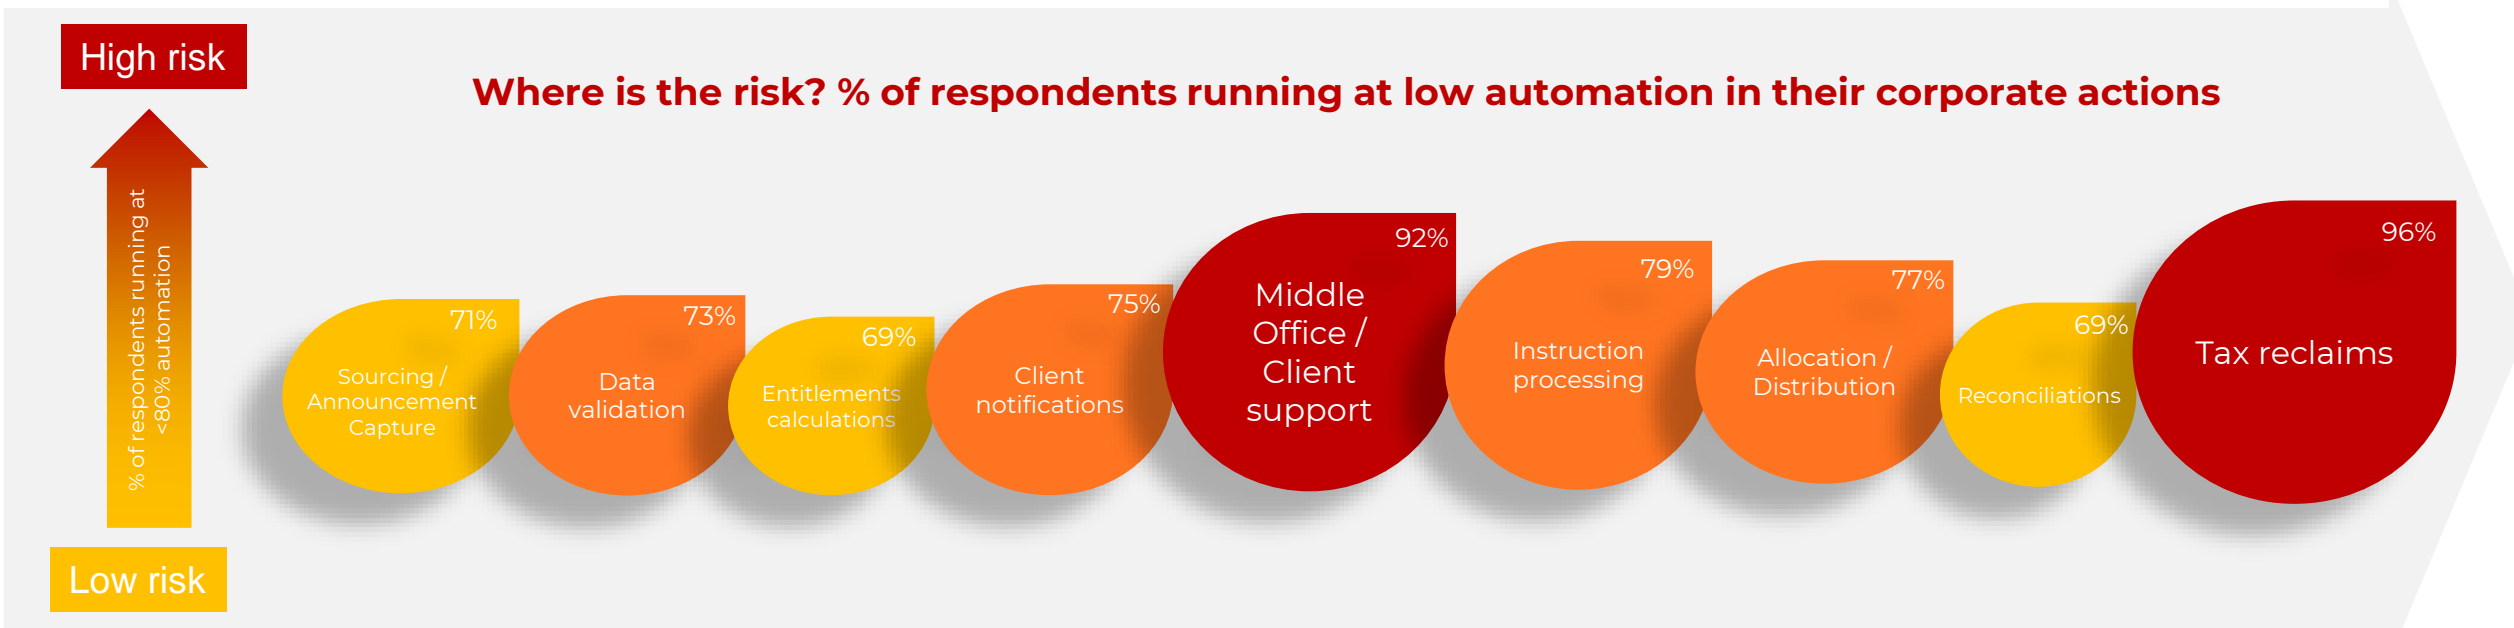 High risk
Where is the risk? % of respondents running at low automation in their corporate actions
% of respondents running at
<80% automation
Low risk
71%
Sourcing /
Announcement
Capture
73%
Data
validation
69%
Entitlements
calculations
75%
Client
notifications
92%
Middle
Office /
Client
support
79%
Instruction
processing
77%
Allocation /
Distribution
69%
Reconciliations
96%
Tax reclaims